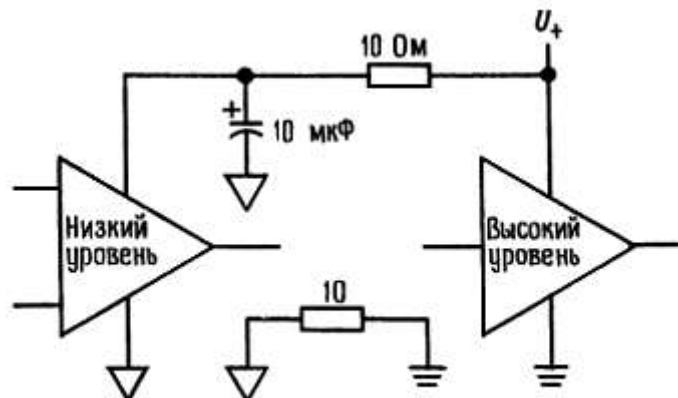 U₊
10 Ом
+
10 мкФ
Низкий
уровень
Высокий
уровень
10